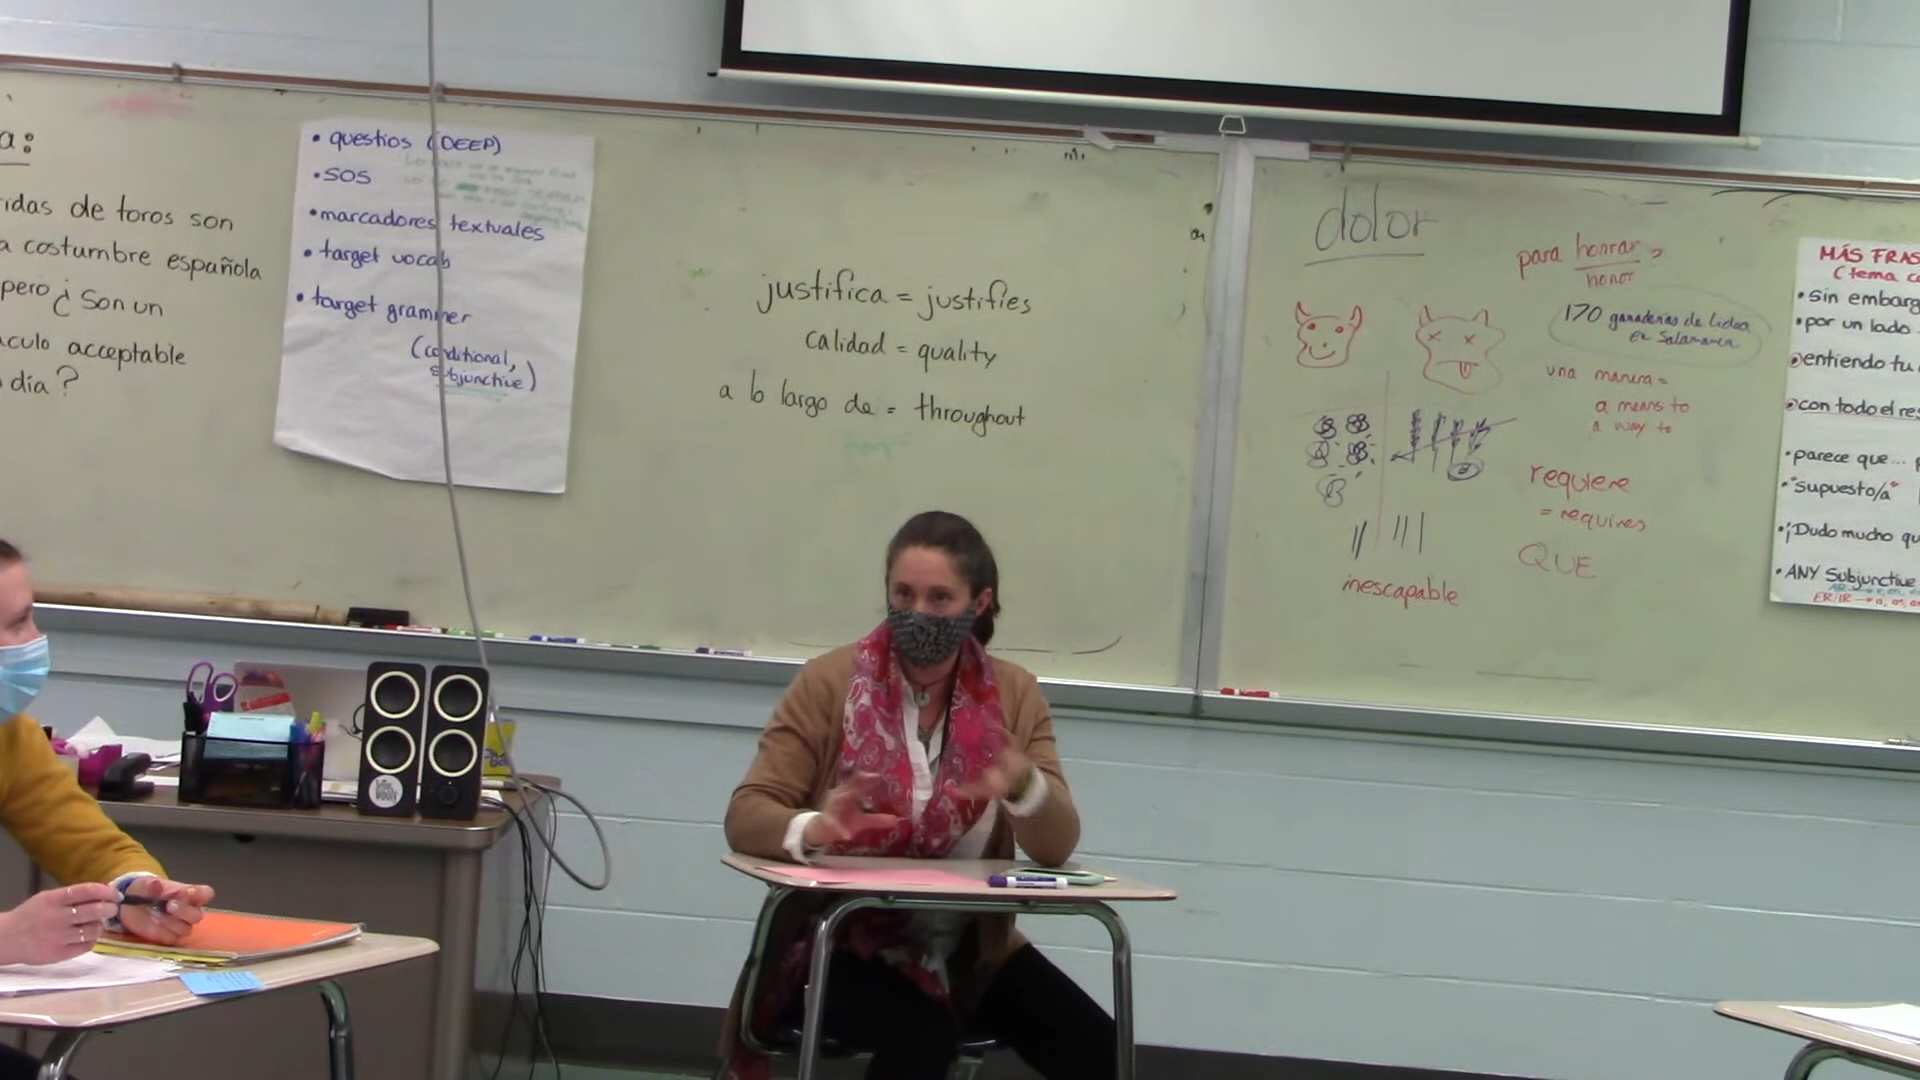 a:
idas de toros son
a costumbre española
pero ¿Son un
culo acceptable
día?
• questios (DEEP)
• SOS
• marcadores textuales
• target vocab
• target grammer
(conditional,
subjunctive)
justifica = justifies
calidad = quality
a lo largo de = throughout
dolor
para honrar?
honor
170 ganaderias de lidea
en Salamanca
una manera =
a means to
a way to
requiere
= requires
QUE
inescapable
MÁS FRAS
(tema c
• sin embarg
• por un lado
entiendo tu
con todo el res
• parece que... p
• "supuesto/a"
• ¡Dudo mucho qu
• ANY Subjunctive